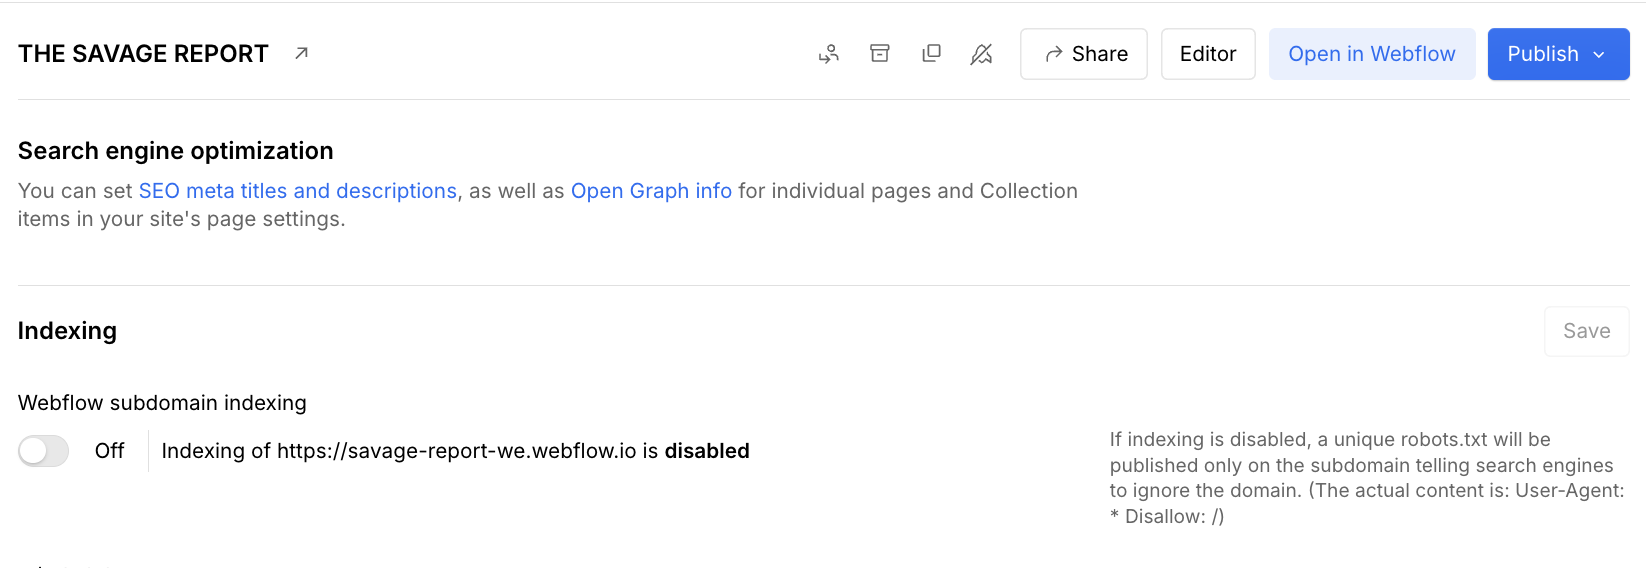 THE SAVAGE REPORT
Share
Editor
Open in Webflow
Publish
Search engine optimization
You can set SEO meta titles and descriptions, as well as Open Graph info for individual pages and Collection
items in your site's page settings.
Indexing
Save
Webflow subdomain indexing
Off
Indexing of https://savage-report-we.webflow.io is disabled
If indexing is disabled, a unique robots.txt will be
published only on the subdomain telling search engines
to ignore the domain. (The actual content is: User-Agent:
* Disallow: /)